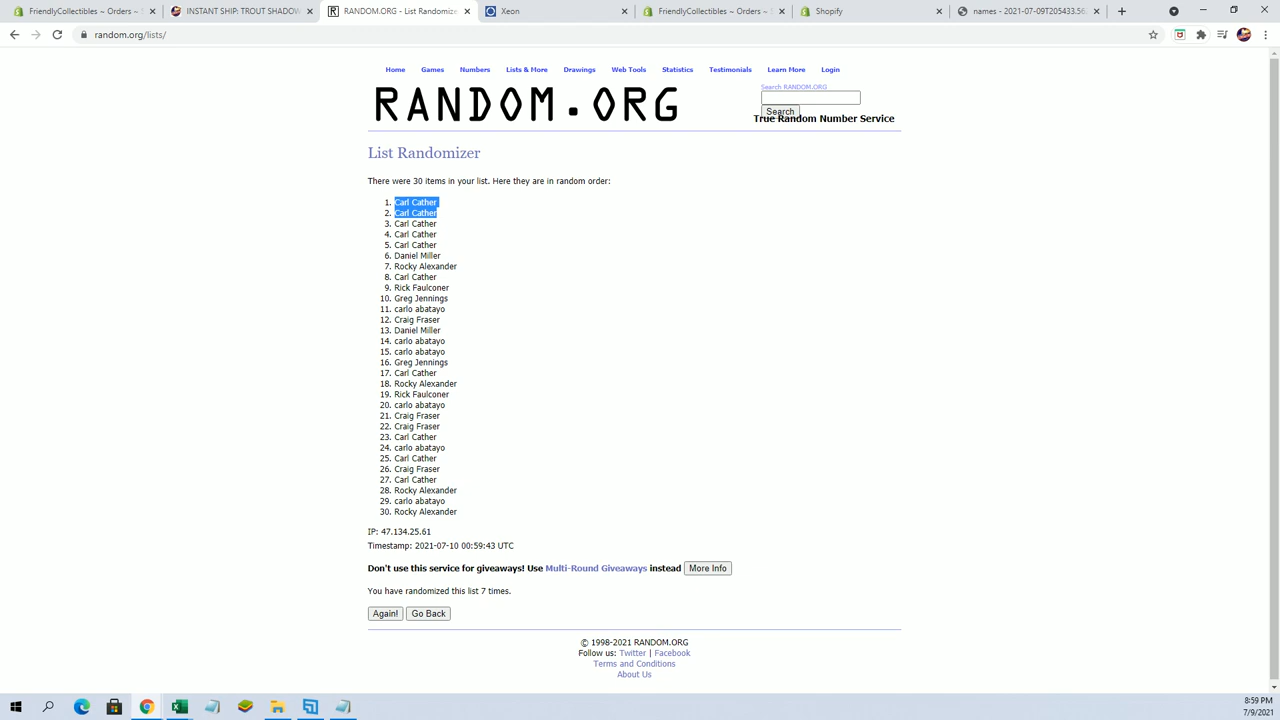 FriendlyCollectibles ~ Orders ~
INSTANT SHIP: TROUT SHADOW
RANDOM.ORG - List Randomize
Xeon
FriendlyCollectibles ~ Orders ~
Shopify
names - 2021-07-09T205433.56
random.org/lists/
Home Games Numbers Lists & More Drawings Web Tools Statistics Testimonials Learn More Login
RANDOM.ORG
Search RANDOM.ORG
Search
True Random Number Service
List Randomizer
There were 30 items in your list. Here they are in random order:
1. Carl Cather
2. Carl Cather
3. Carl Cather
4. Carl Cather
5. Carl Cather
6. Daniel Miller
7. Rocky Alexander
8. Carl Cather
9. Rick Faulconer
10. Greg Jennings
11. carlo abatayo
12. Craig Fraser
13. Daniel Miller
14. carlo abatayo
15. carlo abatayo
16. Greg Jennings
17. Carl Cather
18. Rocky Alexander
19. Rick Faulconer
20. carlo abatayo
21. Craig Fraser
22. Craig Fraser
23. Carl Cather
24. carlo abatayo
25. Carl Cather
26. Craig Fraser
27. Carl Cather
28. Rocky Alexander
29. carlo abatayo
30. Rocky Alexander
IP: 47.134.25.61
Timestamp: 2021-07-10 00:59:43 UTC
Don't use this service for giveaways! Use Multi-Round Giveaways instead More Info
You have randomized this list 7 times.
Again! Go Back
© 1998-2021 RANDOM.ORG
Follow us: Twitter | Facebook
Terms and Conditions
About Us
8:59 PM
7/9/2021